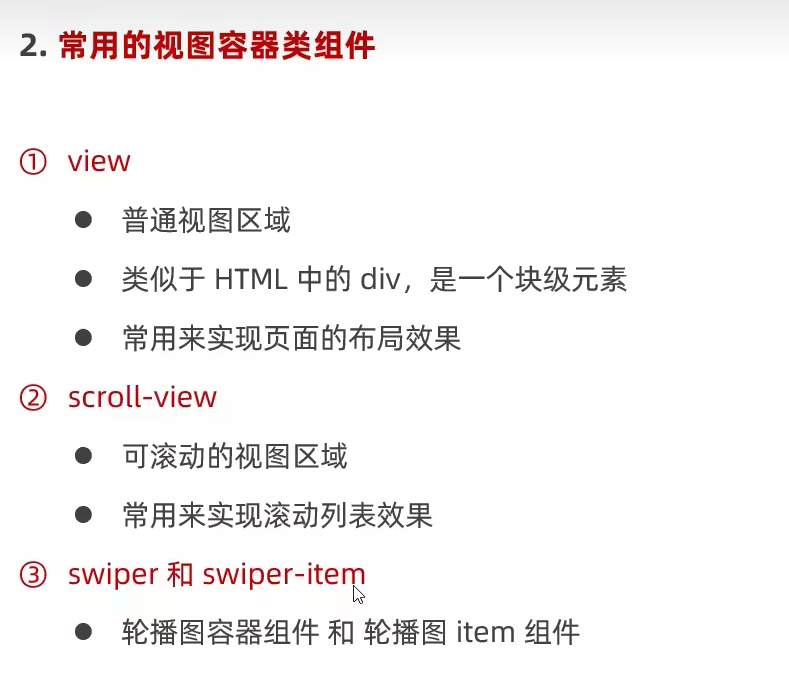 2. 常用的视图容器类组件
① view
● 普通视图区域
● 类似于 HTML 中的 div，是一个块级元素
● 常用来实现页面的布局效果
② scroll-view
● 可滚动的视图区域
● 常用来实现滚动列表效果
③ swiper 和 swiper-item
● 轮播图容器组件 和 轮播图 item 组件